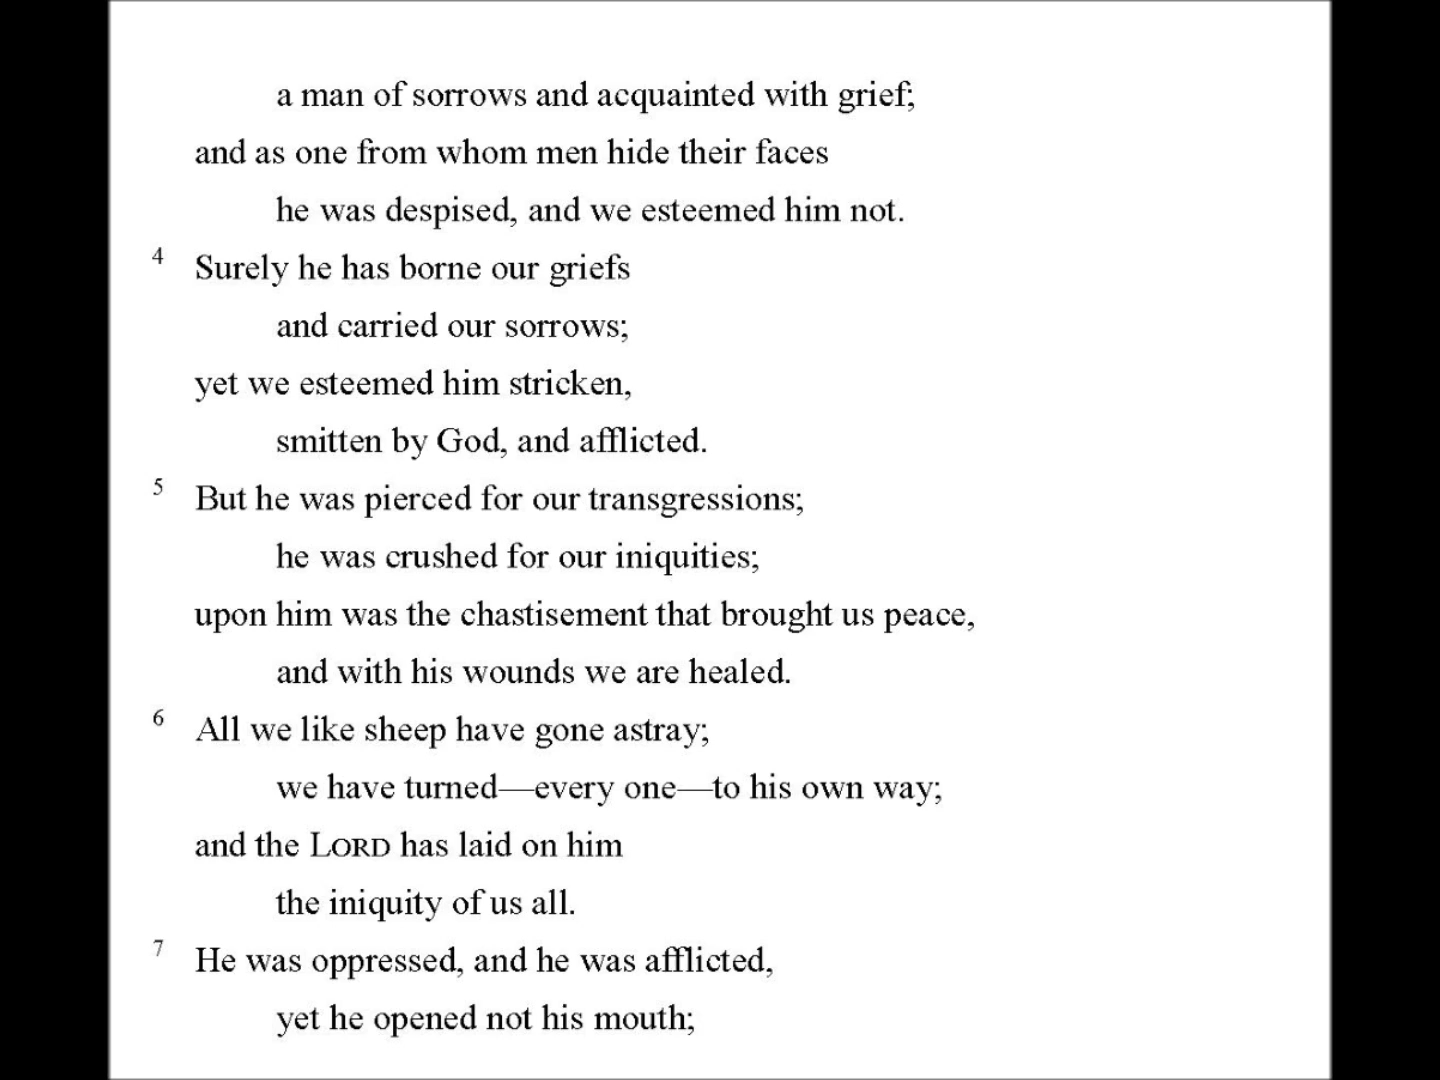 a man of sorrows and acquainted with grief;
and as one from whom men hide their faces
he was despised, and we esteemed him not.
4 Surely he has borne our griefs
and carried our sorrows;
yet we esteemed him stricken,
smitten by God, and afflicted.
5 But he was pierced for our transgressions;
he was crushed for our iniquities;
upon him was the chastisement that brought us peace,
and with his wounds we are healed.
6 All we like sheep have gone astray;
we have turned—every one—to his own way;
and the LORD has laid on him
the iniquity of us all.
7 He was oppressed, and he was afflicted,
yet he opened not his mouth;